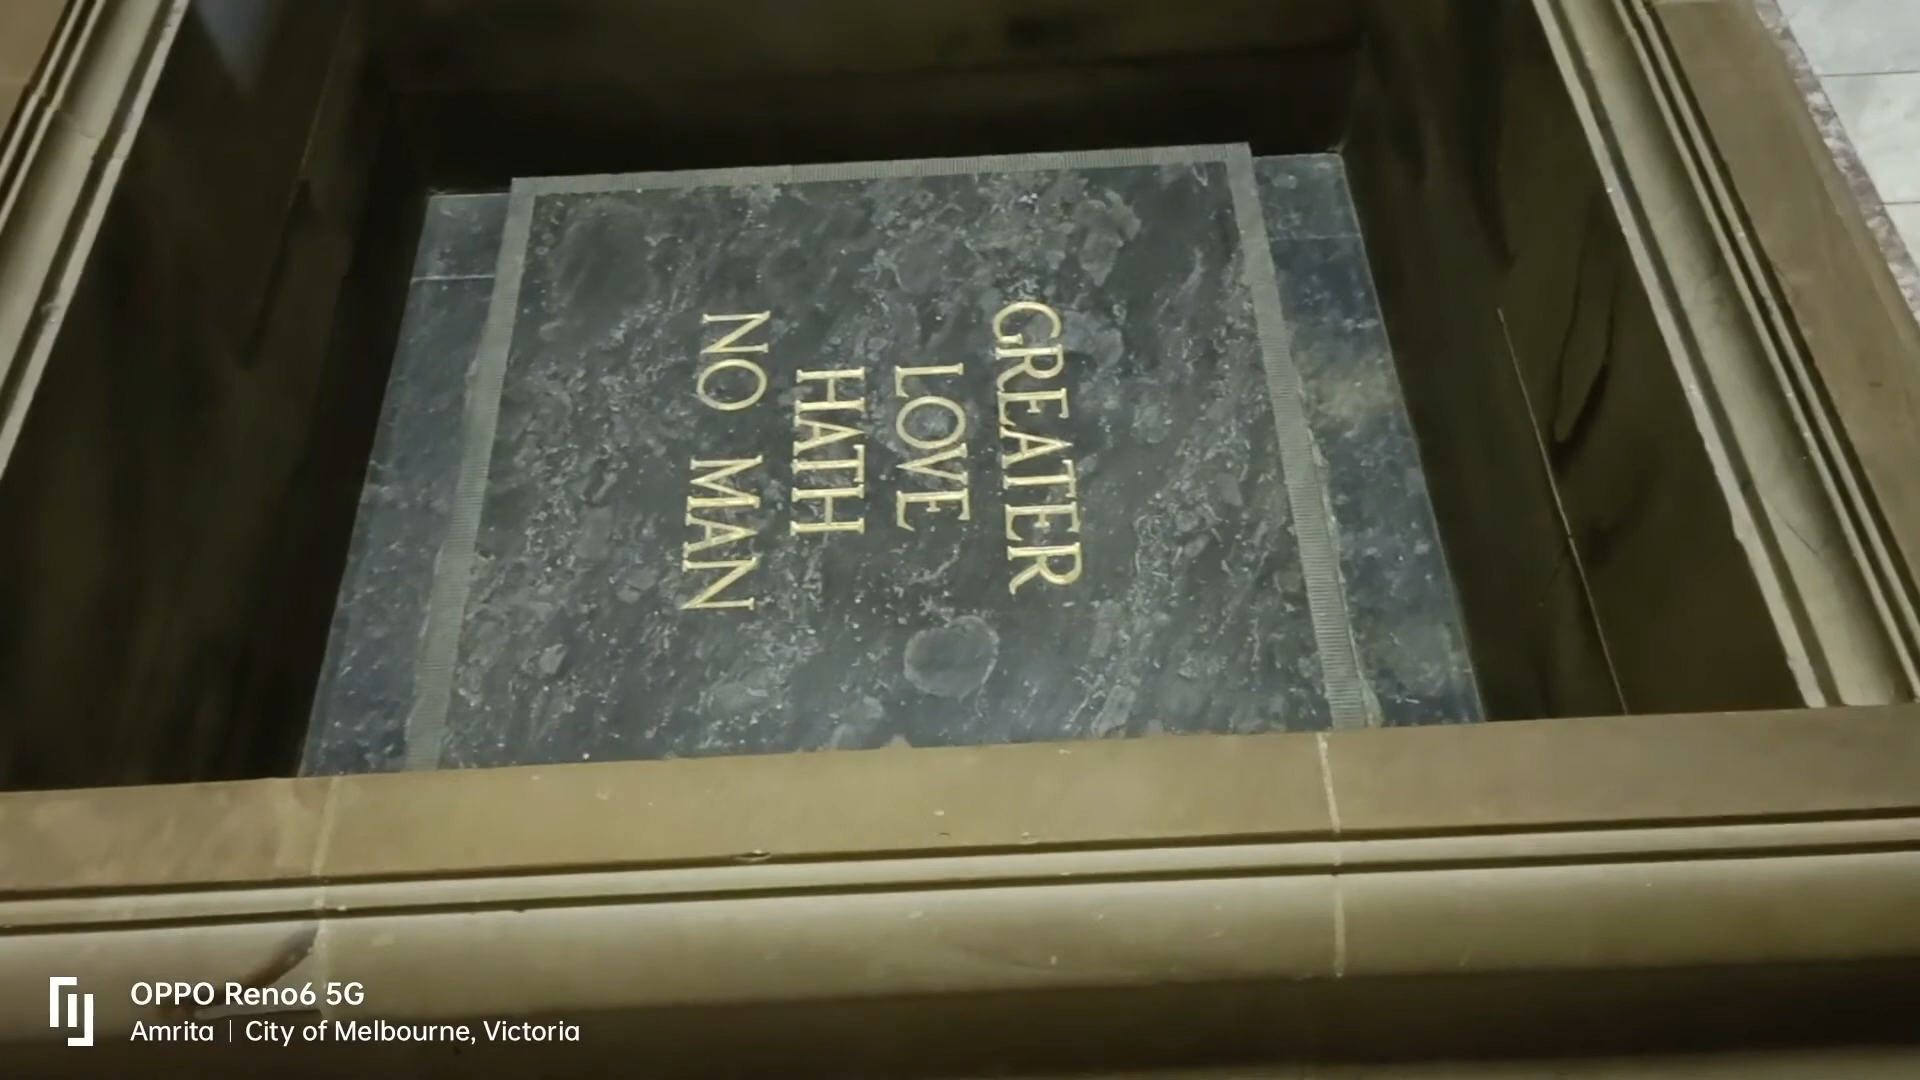 GREATER
LOVE
HATH
NO MAN
OPPO Reno6 5G
Amrita | City of Melbourne, Victoria